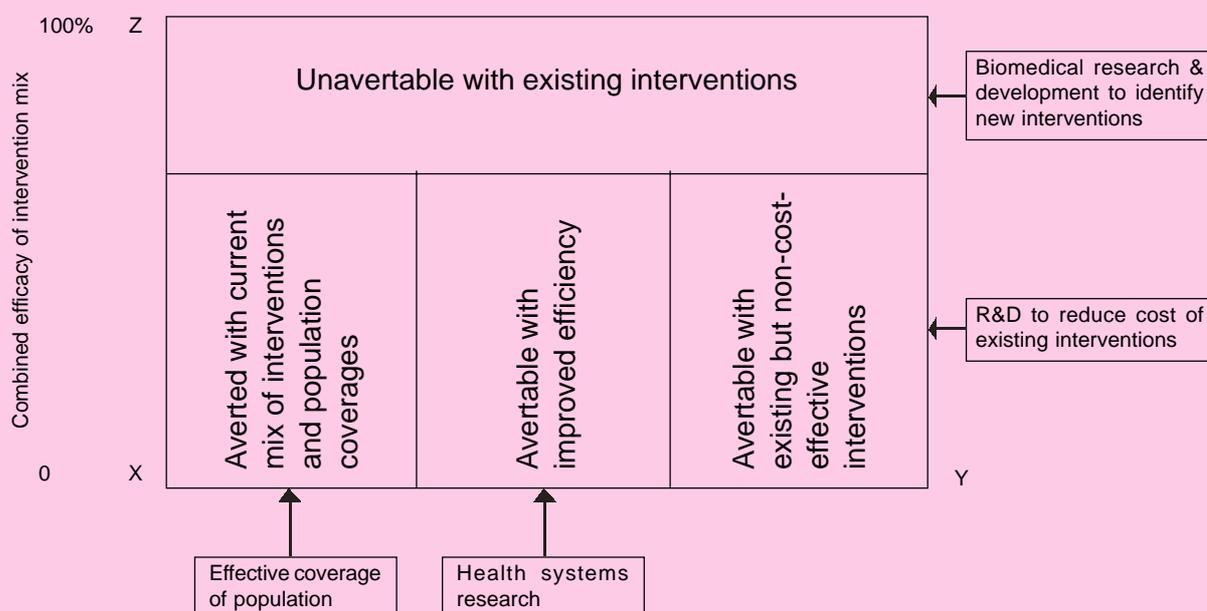 100%
Z
Combined efficacy of intervention mix
Unavertable with existing interventions
Biomedical research &
development to identify
new interventions
Averted with current
mix of interventions
and population
coverages
Avertable with
improved efficiency
Avertable with
existing but non-cost-
effective
interventions
R&D to reduce cost of
existing interventions
0
X
Y
Effective coverage
of population
Health systems
research